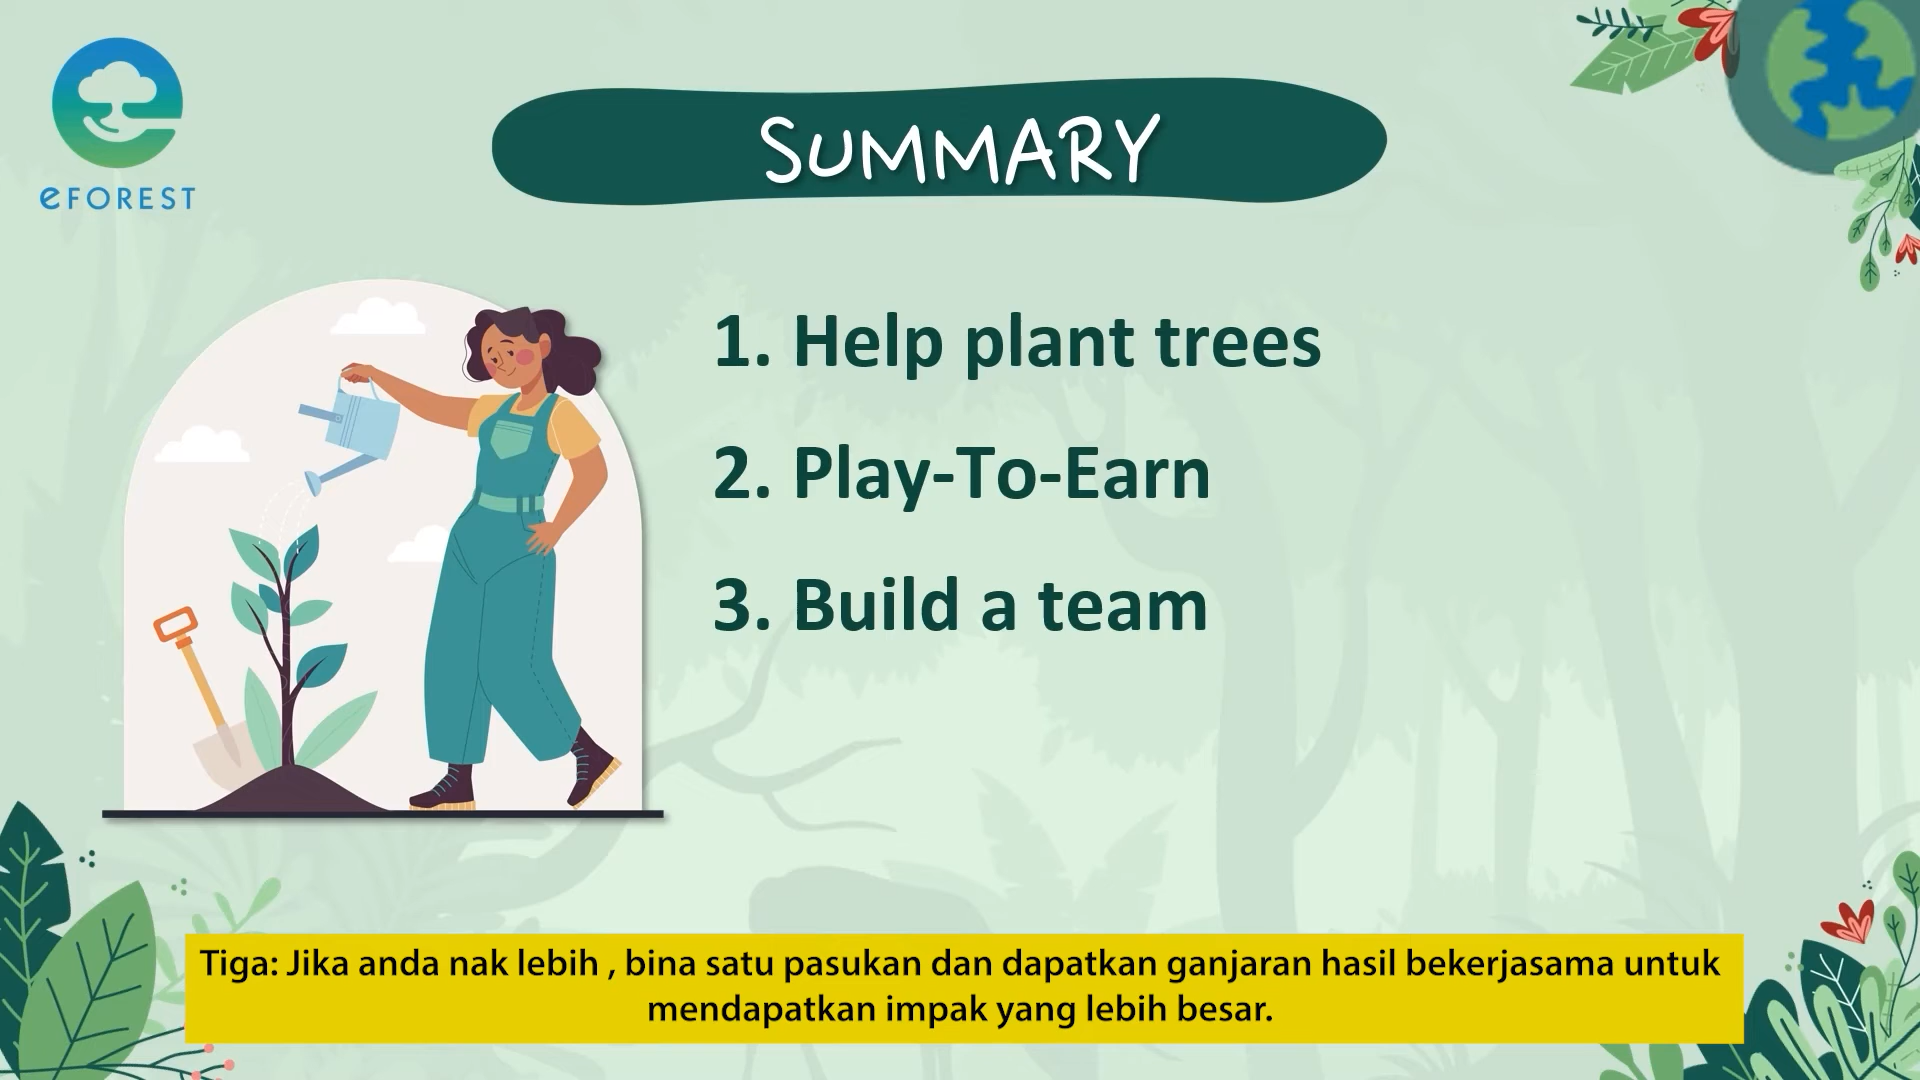 eFOREST
SUMMARY
1. Help plant trees
2. Play-To-Earn
3. Build a team
Tiga: Jika anda nak lebih , bina satu pasukan dan dapatkan ganjaran hasil bekerjasama untuk
mendapatkan impak yang lebih besar.